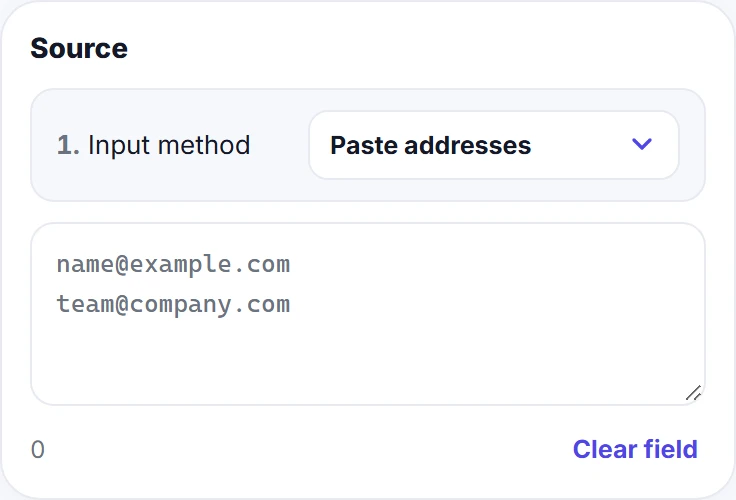 Source
1. Input method
Paste addresses
name@example.com
team@company.com
0
Clear field